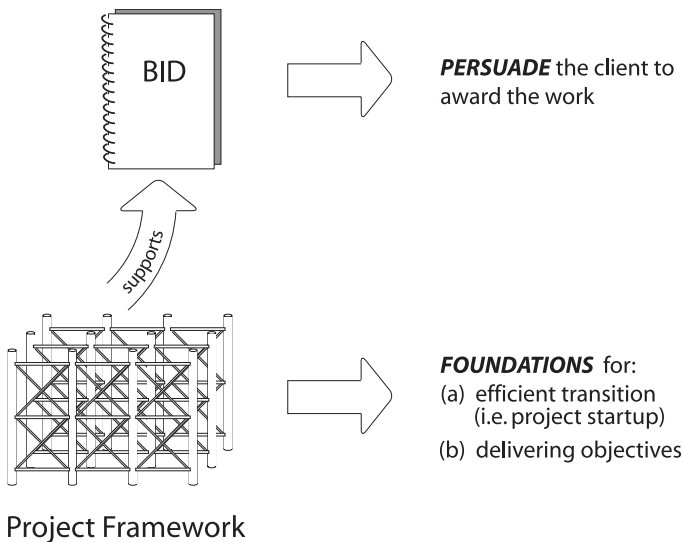 BID
PERSUADE the client to
award the work
supports
FOUNDATIONS for:
(a) efficient transition
(i.e. project startup)
(b) delivering objectives
Project Framework